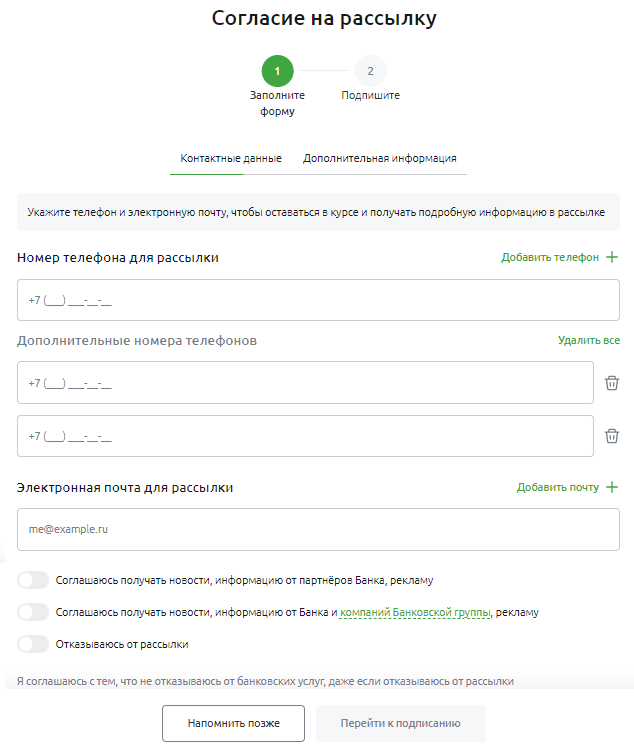 Согласие на рассылку
1
2
Заполните
форму
Подпишите
Контактные данные
Дополнительная информация
Укажите телефон и электронную почту, чтобы оставаться в курсе и получать подробную информацию в рассылке
Номер телефона для рассылки
Добавить телефон +
+7 (___) ___-__-__
Дополнительные номера телефонов
Удалить все
+7 (___) ___-__-__
+7 (___) ___-__-__
Электронная почта для рассылки
Добавить почту +
me@example.ru
Соглашаюсь получать новости, информацию от партнёров Банка, рекламу
Соглашаюсь получать новости, информацию от Банка и компаний Банковской группы, рекламу
Отказываюсь от рассылки
Я соглашаюсь с тем, что не отказываюсь от банковских услуг, даже если отказываюсь от рассылки
Напомнить позже
Перейти к подписанию